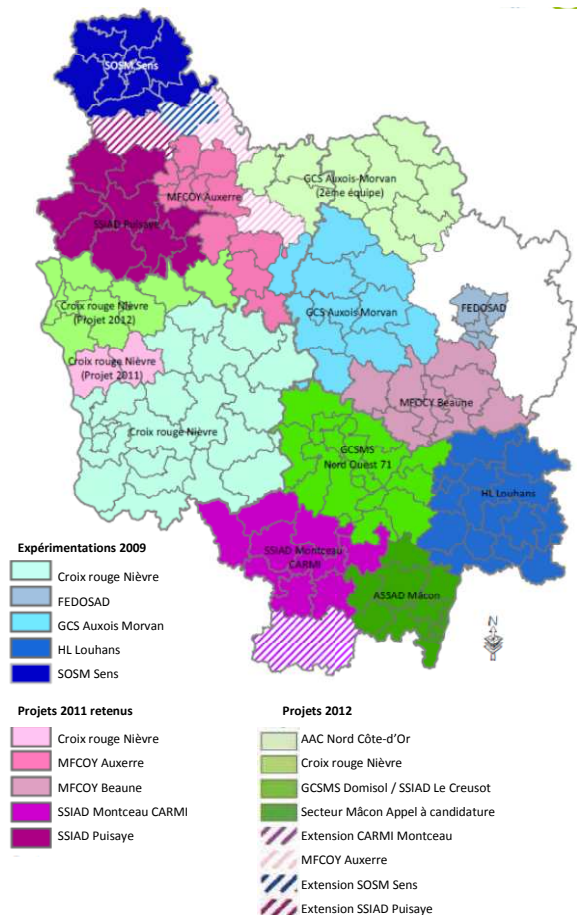 SOSM Sens
GCS Auxois-Morvan
(2ème équipe)
MFCOY Auxerre
SSIAD Puisaye
Croix rouge Nièvre
(Projet 2012)
GCS Auxois Morvan
FEDOSAD
Croix rouge Nièvre
(Projet 2011)
MFOCY Beaune
Croix rouge Nièvre
GCSMS
Nord Ouest 71
HL Louhans
SSIAD Montceau
CARMI
ASSAD Mâcon
N
Expérimentations 2009
Croix rouge Nièvre
FEDOSAD
GCS Auxois Morvan
HL Louhans
SOSM Sens
Projets 2011 retenus
Croix rouge Nièvre
MFCOY Auxerre
MFCOY Beaune
SSIAD Montceau CARMI
SSIAD Puisaye
Projets 2012
AAC Nord Côte-d'Or
Croix rouge Nièvre
GCSMS Domisol / SSIAD Le Creusot
Secteur Mâcon Appel à candidature
Extension CARMI Montceau
MFCOY Auxerre
Extension SOSM Sens
Extension SSIAD Puisaye